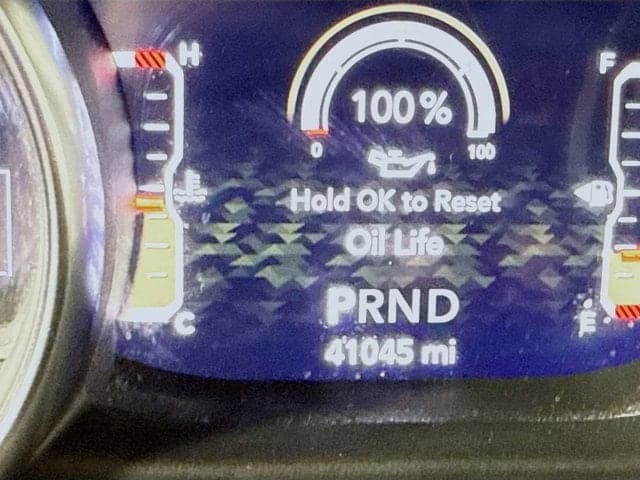 H
F
100%
0 100
Hold OK to Reset
Oil Life
PRND
C
E
41045 mi